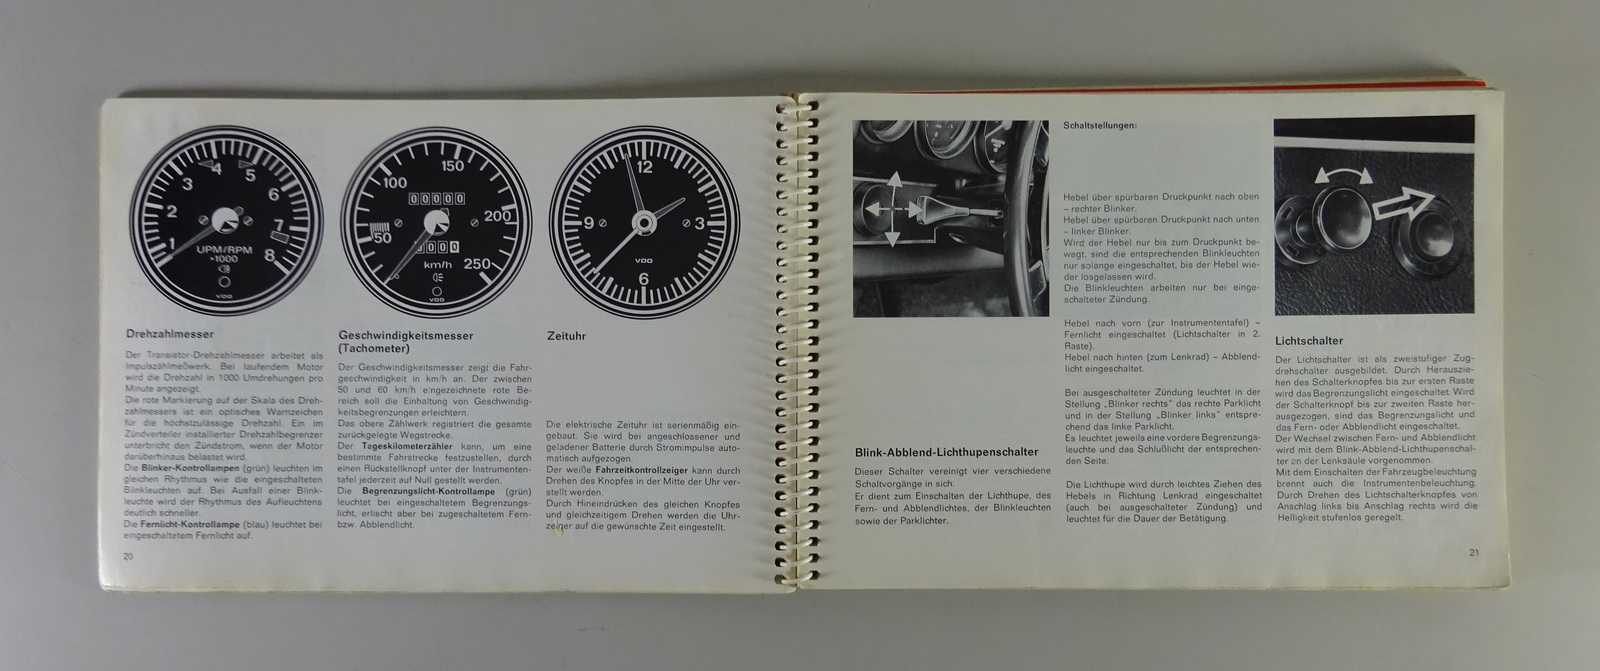 1
2
3
4
5
6
7
8
UPM/RPM
×1000
VDO
50
100
150
200
250
00000
000
km/h
VDO
12
3
6
9
VDO
Drehzahlmesser
Der Transistor-Drehzahlmesser arbeitet als
Impulszählmeßwerk. Bei laufendem Motor
wird die Drehzahl in 1000 Umdrehungen pro
Minute angezeigt.
Die rote Markierung auf der Skala des Dreh-
zahlmessers ist ein optisches Warnzeichen
für die höchstzulässige Drehzahl. Ein im
Zündverteiler installierter Drehzahlbegrenzer
unterbricht den Zündstrom, wenn der Motor
darüberhinaus belastet wird.
Die Blinker-Kontrollampen (grün) leuchten im
gleichen Rhythmus wie die eingeschalteten
Blinkleuchten auf. Bei Ausfall einer Blink-
leuchte wird der Rhythmus des Aufleuchtens
deutlich schneller.
Die Fernlicht-Kontrollampe (blau) leuchtet bei
eingeschaltetem Fernlicht auf.
20
Geschwindigkeitsmesser
(Tachometer)
Der Geschwindigkeitsmesser zeigt die Fahr-
geschwindigkeit in km/h an. Der zwischen
50 und 60 km/h eingezeichnete rote Be-
reich soll die Einhaltung von Geschwindig-
keitsbegrenzungen erleichtern.
Das obere Zählwerk registriert die gesamte
zurückgelegte Wegstrecke.
Der Tageskilometerzähler kann, um eine
bestimmte Fahrstrecke festzustellen, durch
einen Rückstellknopf unter der Instrumenten-
tafel jederzeit auf Null gestellt werden.
Die Begrenzungslicht-Kontrollampe (grün)
leuchtet bei eingeschaltetem Begrenzungs-
licht, erlischt aber bei zugeschaltetem Fern-
bzw. Abblendlicht.
Zeituhr
Die elektrische Zeituhr ist serienmäßig ein-
gebaut. Sie wird bei angeschlossener und
geladener Batterie durch Stromimpulse auto-
matisch aufgezogen.
Der weiße Fahrzeitkontrollzeiger kann durch
Drehen des Knopfes in der Mitte der Uhr ver-
stellt werden.
Durch Hineindrücken des gleichen Knopfes
und gleichzeitigem Drehen werden die Uhr-
zeiger auf die gewünschte Zeit eingestellt.
Blink-Abblend-Lichthupenschalter
Dieser Schalter vereinigt vier verschiedene
Schaltvorgänge in sich.
Er dient zum Einschalten der Lichthupe, des
Fern- und Abblendlichtes, der Blinkleuchten
sowie der Parklichter.
Schaltstellungen:
Hebel über spürbaren Druckpunkt nach oben
– rechter Blinker.
Hebel über spürbaren Druckpunkt nach unten
– linker Blinker.
Wird der Hebel nur bis zum Druckpunkt be-
wegt, sind die entsprechenden Blinkleuchten
nur solange eingeschaltet, bis der Hebel wie-
der losgelassen wird.
Die Blinkleuchten arbeiten nur bei einge-
schalteter Zündung.
Hebel nach vorn (zur Instrumententafel) –
Fernlicht eingeschaltet (Lichtschalter in 2.
Raste).
Hebel nach hinten (zum Lenkrad) – Abblend-
licht eingeschaltet.
Bei ausgeschalteter Zündung leuchtet in der
Stellung „Blinker rechts" das rechte Parklicht
und in der Stellung „Blinker links" entspre-
chend das linke Parklicht.
Es leuchtet jeweils eine vordere Begrenzungs-
leuchte und das Schlußlicht der entsprechen-
den Seite.
Die Lichthupe wird durch leichtes Ziehen des
Hebels in Richtung Lenkrad eingeschaltet
(auch bei ausgeschalteter Zündung) und
leuchtet für die Dauer der Betätigung.
Lichtschalter
Der Lichtschalter ist als zweistufiger Zug-
drehschalter ausgebildet. Durch Herauszie-
hen des Schalterknopfes bis zur ersten Raste
wird das Begrenzungslicht eingeschaltet. Wird
der Schalterknopf bis zur zweiten Raste her-
ausgezogen, sind das Begrenzungslicht und
das Fern- oder Abblendlicht eingeschaltet.
Der Wechsel zwischen Fern- und Abblendlicht
wird mit dem Blink-Abblend-Lichthupenschal-
ter an der Lenksäule vorgenommen.
Mit dem Einschalten der Fahrzeugbeleuchtung
brennt auch die Instrumentenbeleuchtung.
Durch Drehen des Lichtschalterknopfes von
Anschlag links bis Anschlag rechts wird die
Helligkeit stufenlos geregelt.
21